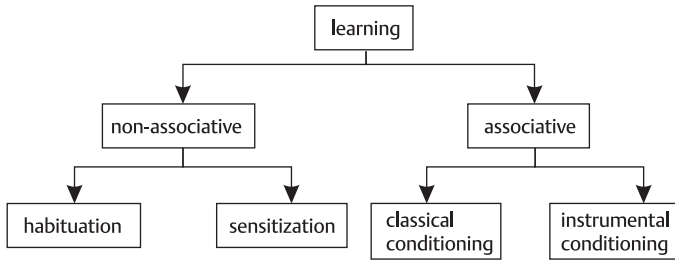 learning
non-associative
associative
habituation
sensitization
classical
conditioning
instrumental
conditioning